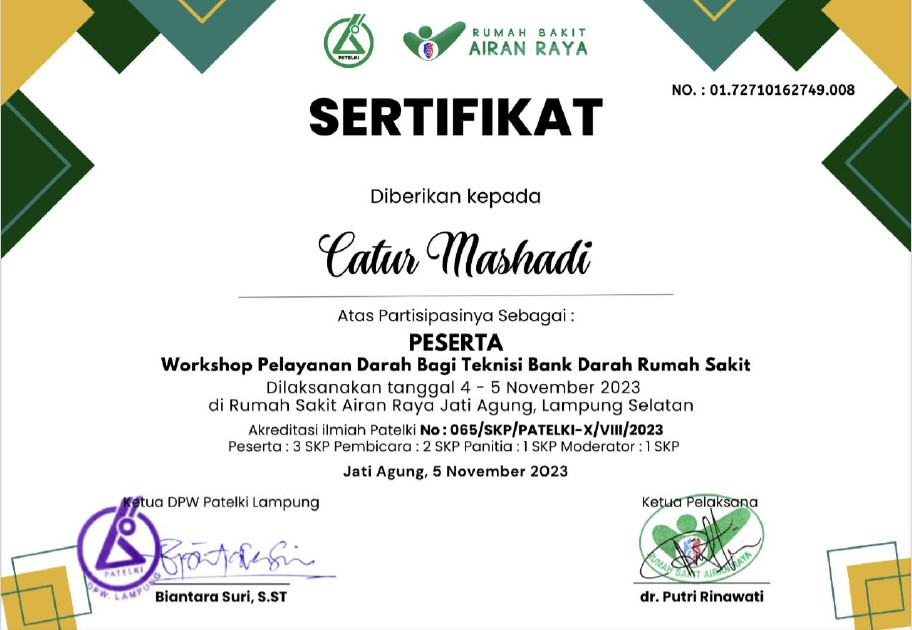 PATELKI
RUMAH SAKIT
AIRAN RAYA
NO. : 01.72710162749.008
SERTIFIKAT
Diberikan kepada
Catur Mashadi
Atas Partisipasinya Sebagai :
PESERTA
Workshop Pelayanan Darah Bagi Teknisi Bank Darah Rumah Sakit
Dilaksanakan tanggal 4 - 5 November 2023
di Rumah Sakit Airan Raya Jati Agung, Lampung Selatan
Akreditasi ilmiah Patelki No : 065/SKP/PATELKI-X/VIII/2023
Peserta : 3 SKP Pembicara : 2 SKP Panitia : 1 SKP Moderator : 1 SKP
Jati Agung, 5 November 2023
Ketua DPW Patelki Lampung
PATELKI
DPW. LAMPUNG
Biantara Suri, S.ST
Ketua Pelaksana
RUMAH SAKIT AIRAN RAYA
dr. Putri Rinawati